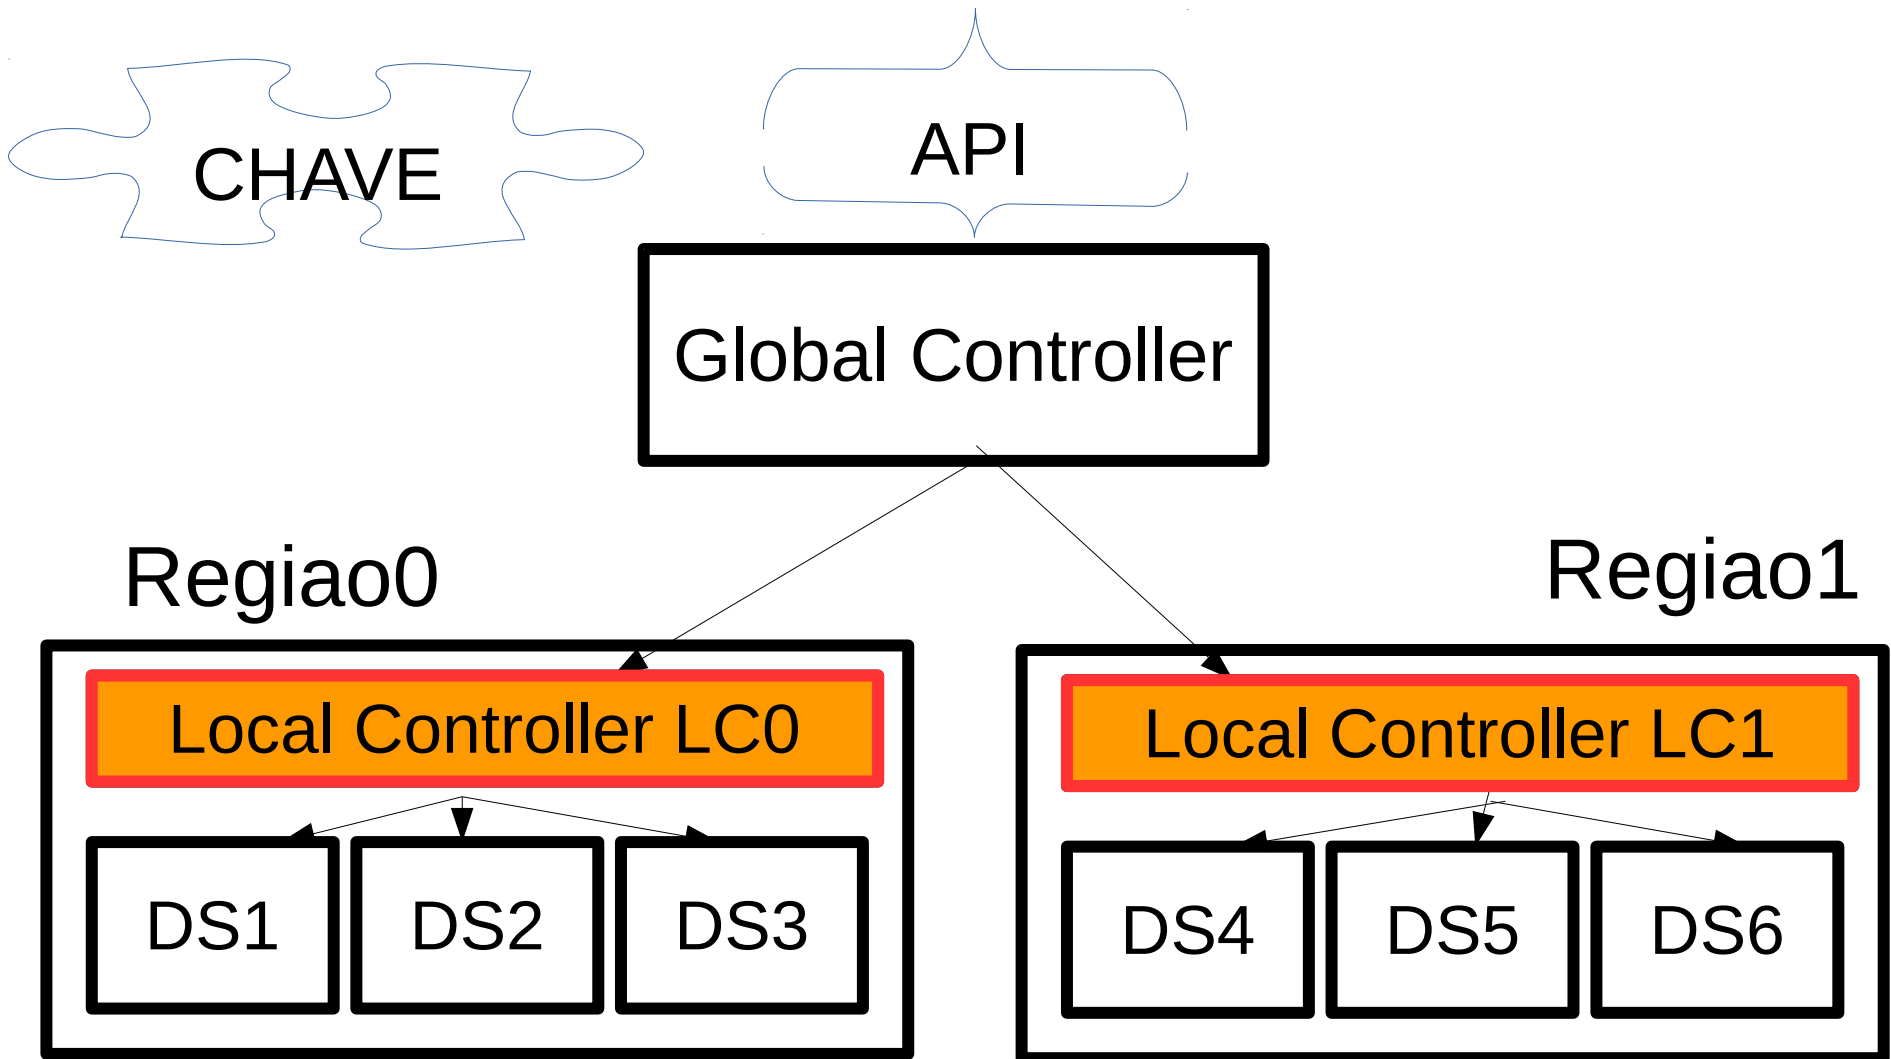 CHAVE
API
Global Controller
Regiao0
Regiao1
Local Controller LC0
Local Controller LC1
DS1
DS2
DS3
DS4
DS5
DS6